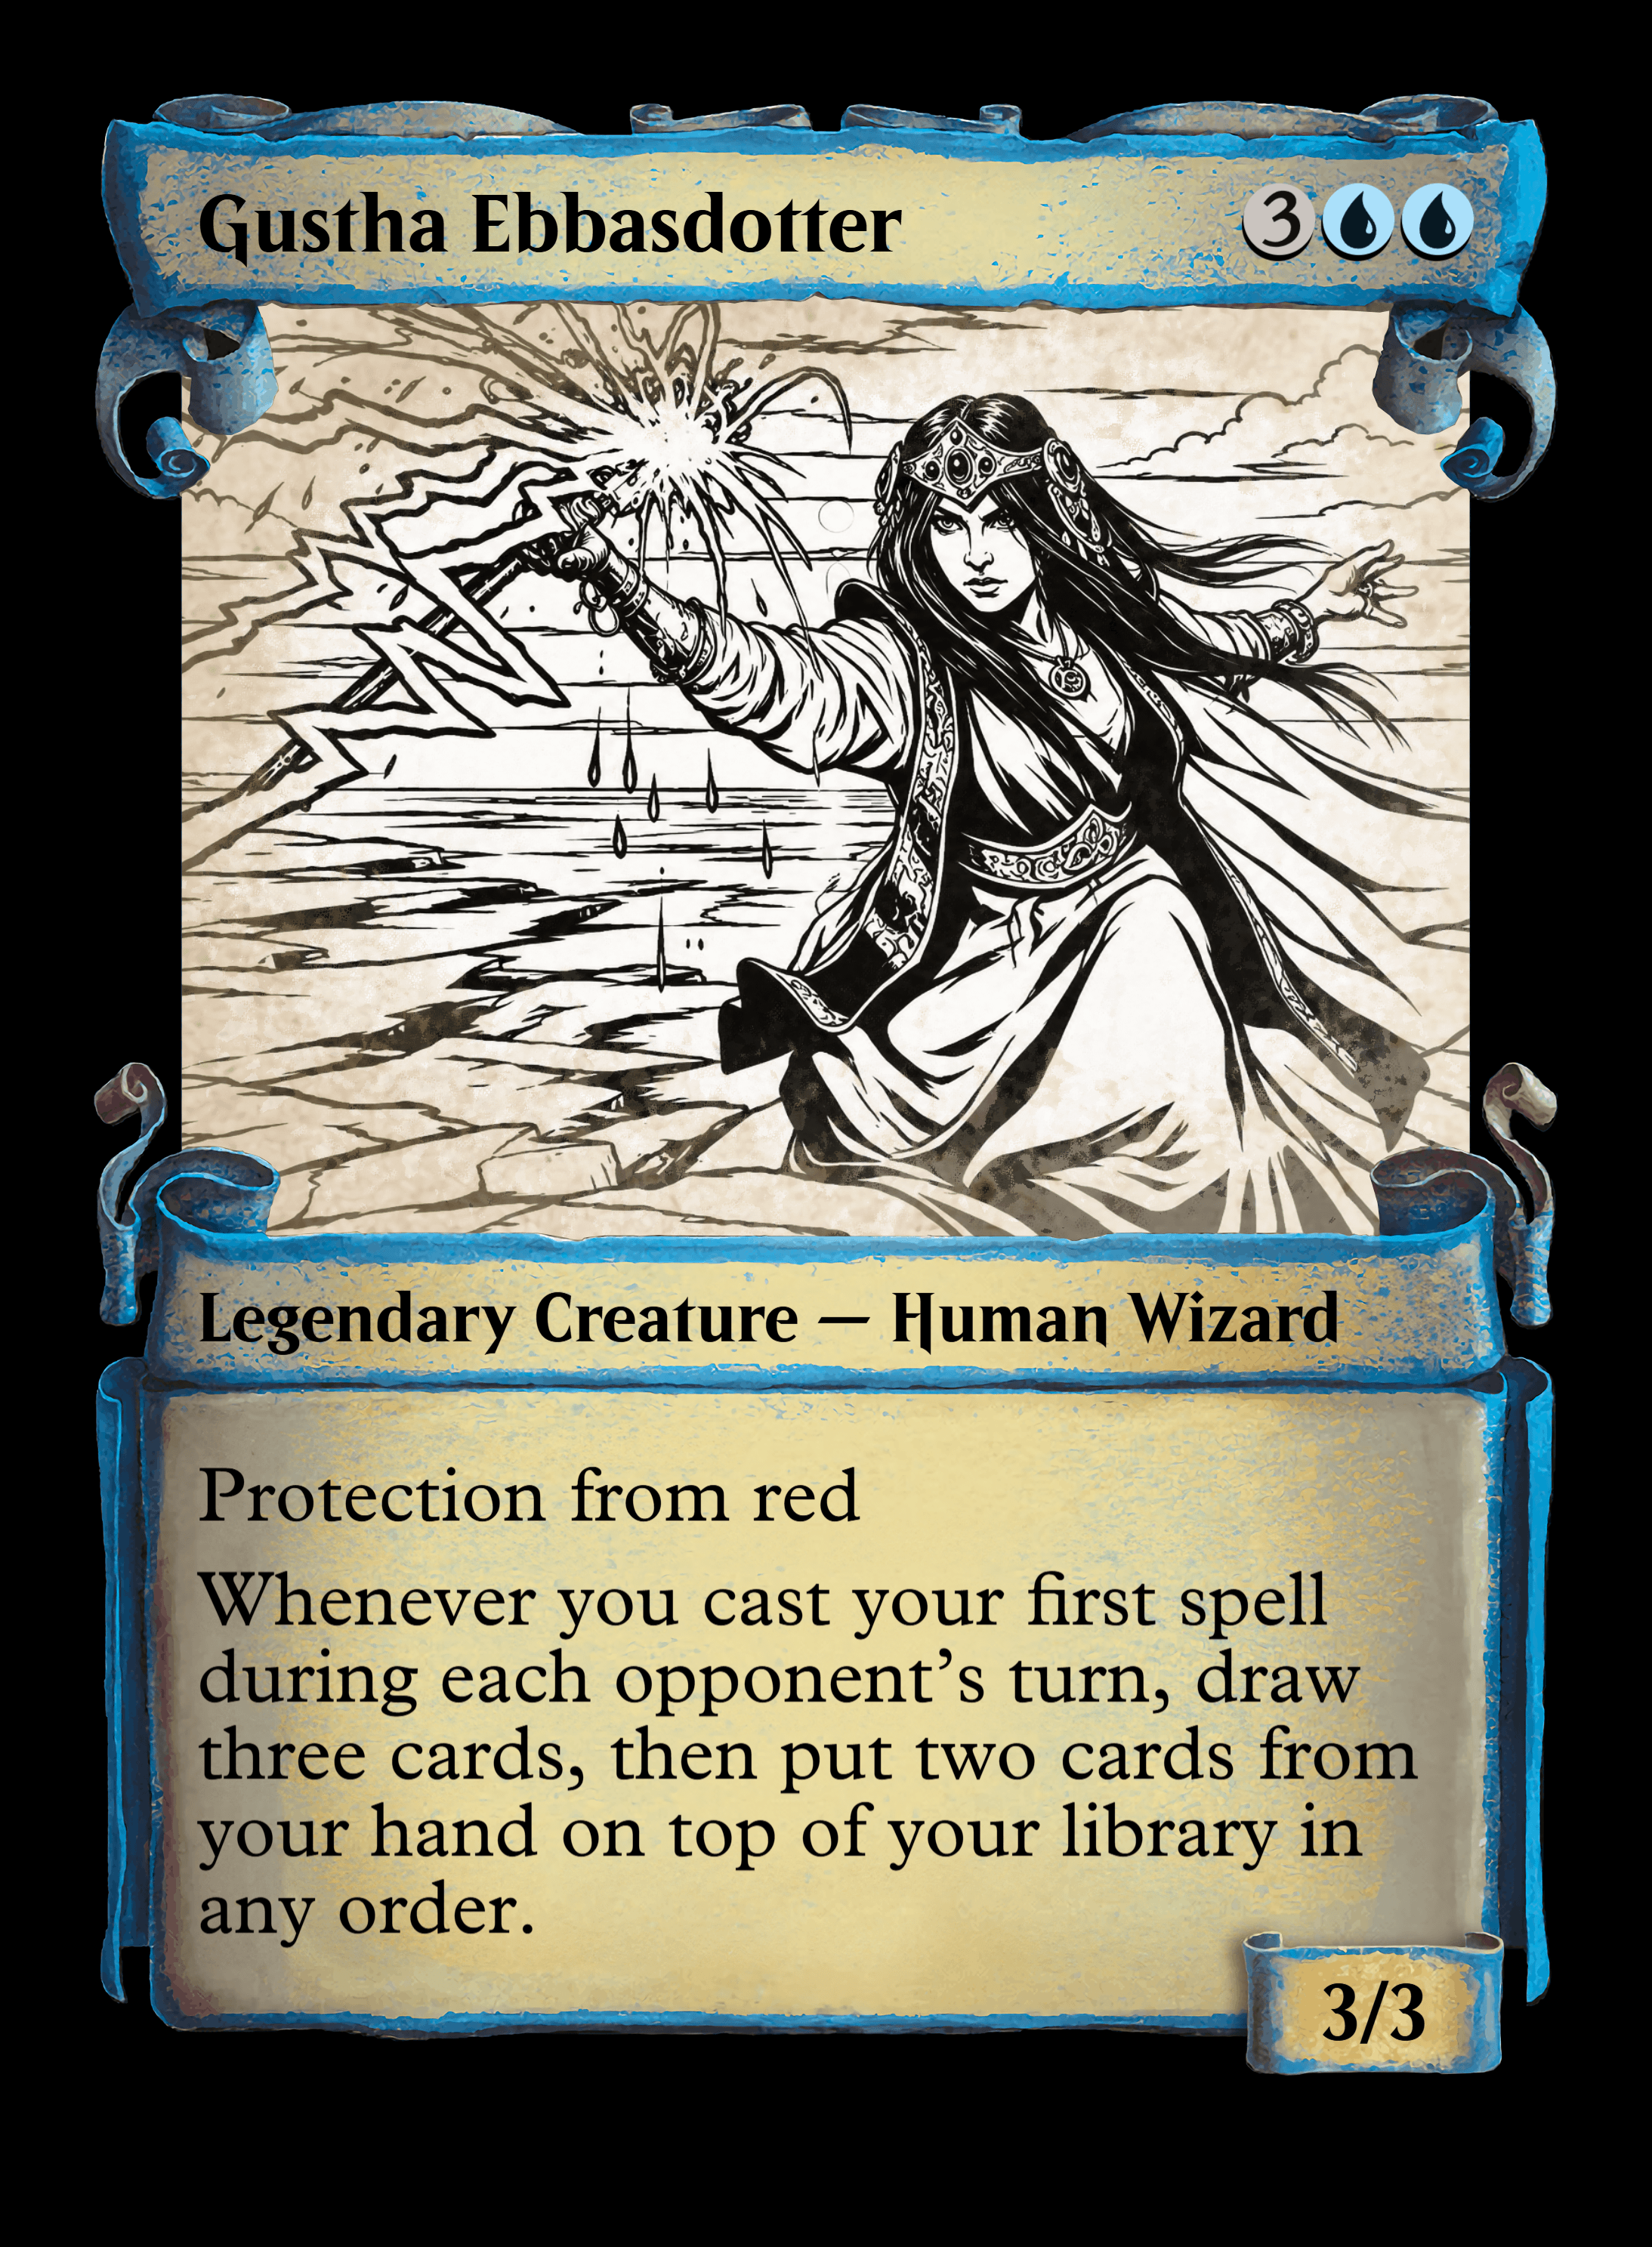 Gustha Ebbasdotter 3
Legendary Creature — Human Wizard
Protection from red
Whenever you cast your first spell
during each opponent’s turn, draw
three cards, then put two cards from
your hand on top of your library in
any order.
3/3